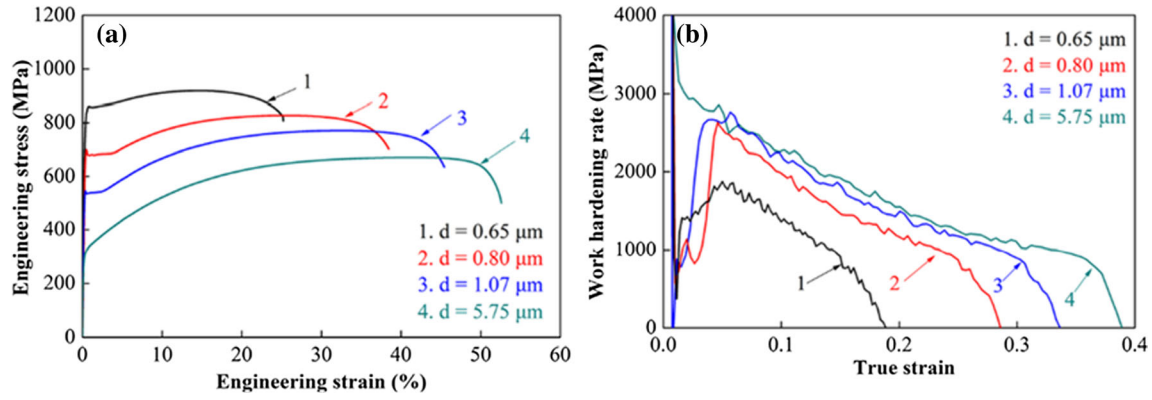 (a)
Engineering stress (MPa)
1200
1000
800
600
400
200
0
1
2
3
4
1. d = 0.65 μm
2. d = 0.80 μm
3. d = 1.07 μm
4. d = 5.75 μm
0 10 20 30 40 50 60
Engineering strain (%)
(b)
Work hardening rate (MPa)
4000
3000
2000
1000
0
1. d = 0.65 μm
2. d = 0.80 μm
3. d = 1.07 μm
4. d = 5.75 μm
1
2
3
4
0.0 0.1 0.2 0.3 0.4
True strain